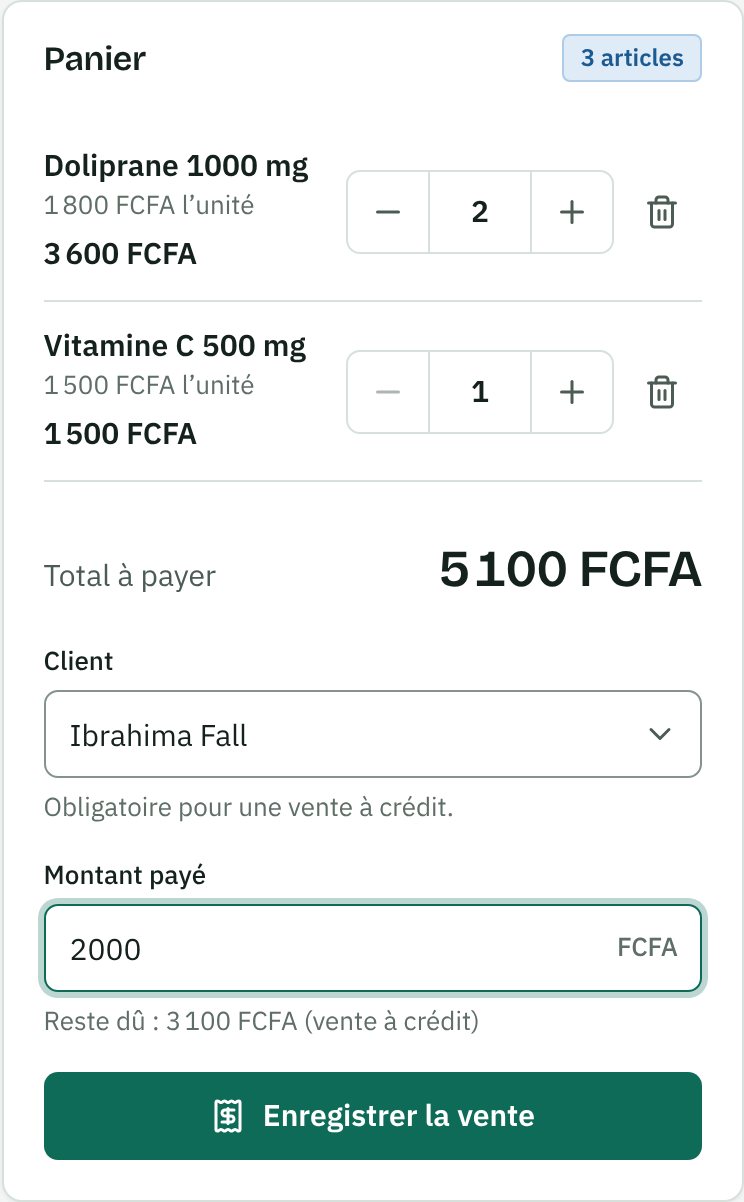 Panier
3 articles
Doliprane 1000 mg
1 800 FCFA l’unité
3 600 FCFA
2
Vitamine C 500 mg
1 500 FCFA l’unité
1 500 FCFA
1
Total à payer
5 100 FCFA
Client
Ibrahima Fall
Obligatoire pour une vente à crédit.
Montant payé
2000
FCFA
Reste dû : 3 100 FCFA (vente à crédit)
Enregistrer la vente